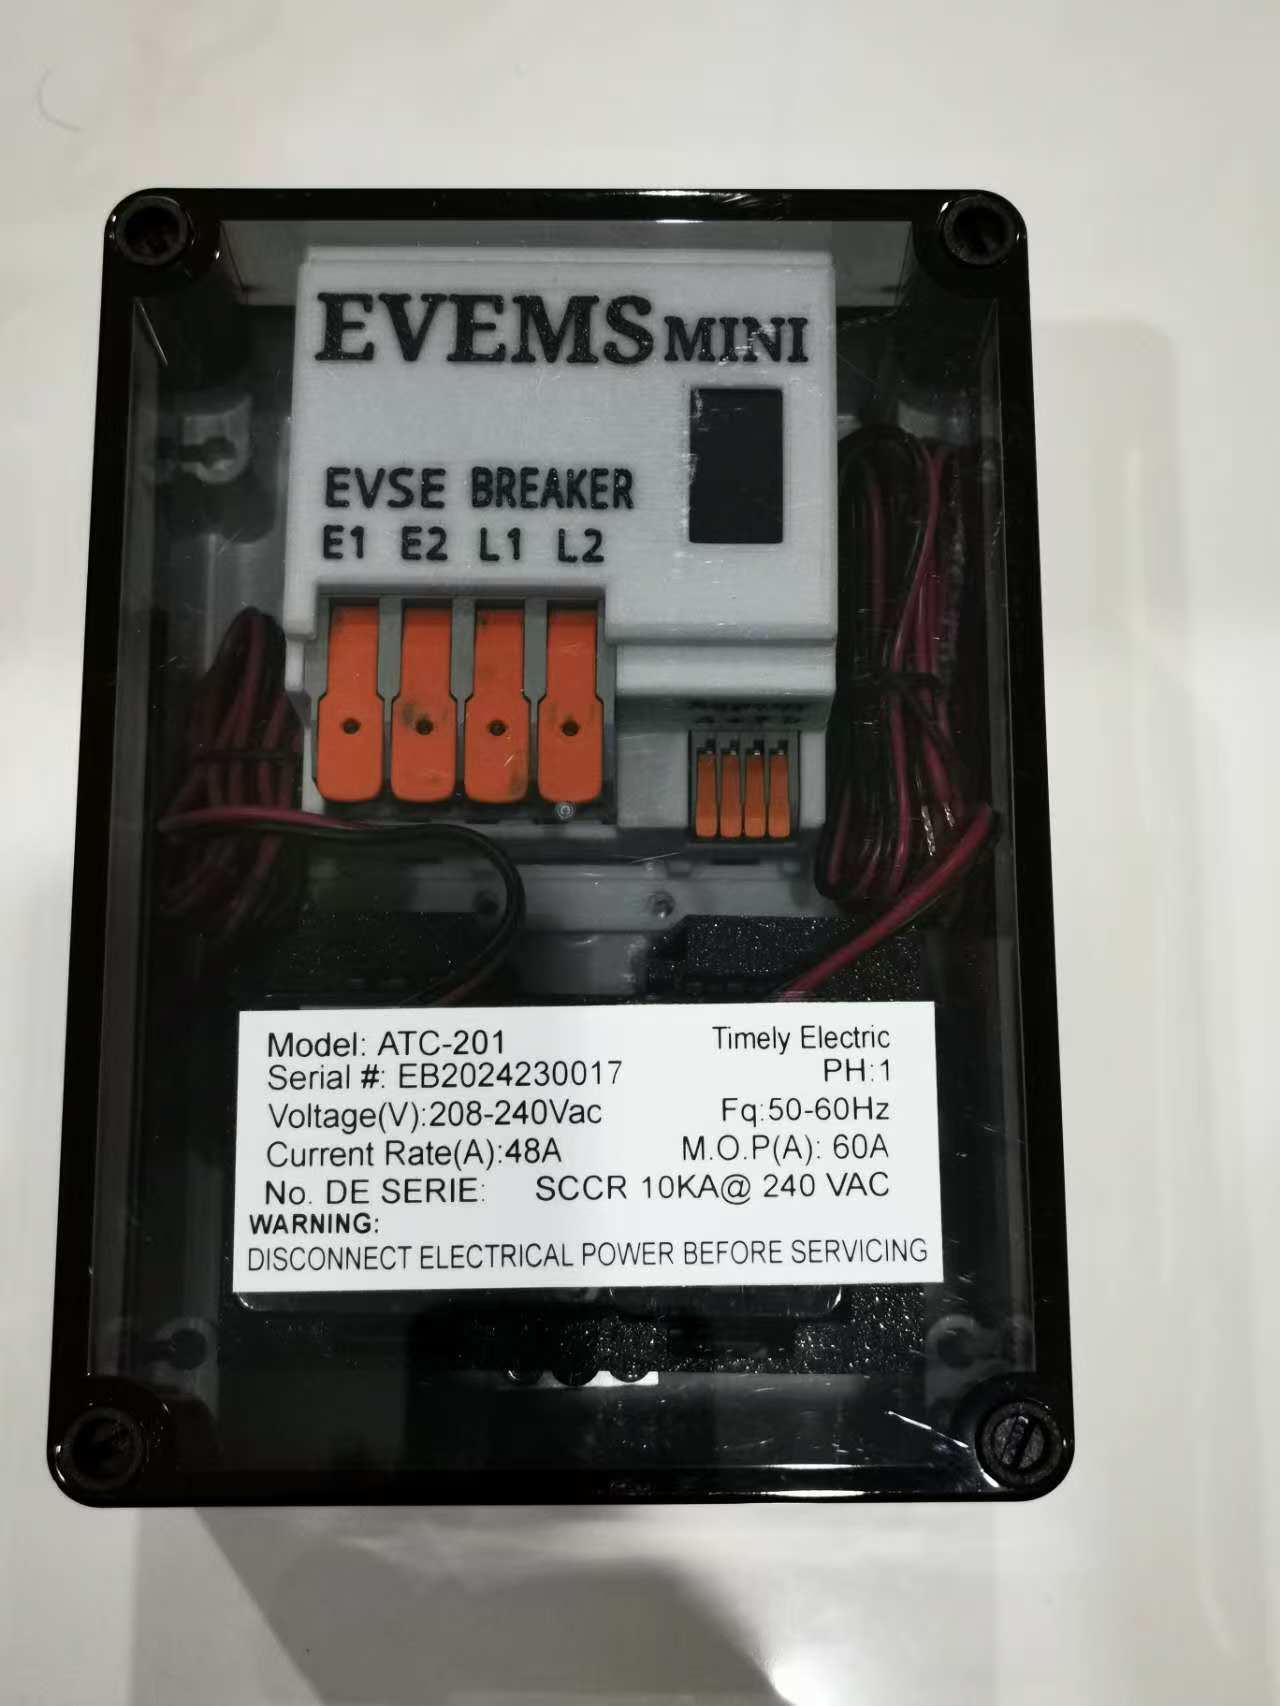 EVEMS MINI
EVSE BREAKER
E1 E2 L1 L2
Model: ATC-201 Timely Electric
Serial #: EB2024230017 PH:1
Voltage(V):208-240Vac Fq:50-60Hz
Current Rate(A):48A M.O.P(A): 60A
No. DE SERIE: SCCR 10KA@ 240 VAC
WARNING:
DISCONNECT ELECTRICAL POWER BEFORE SERVICING